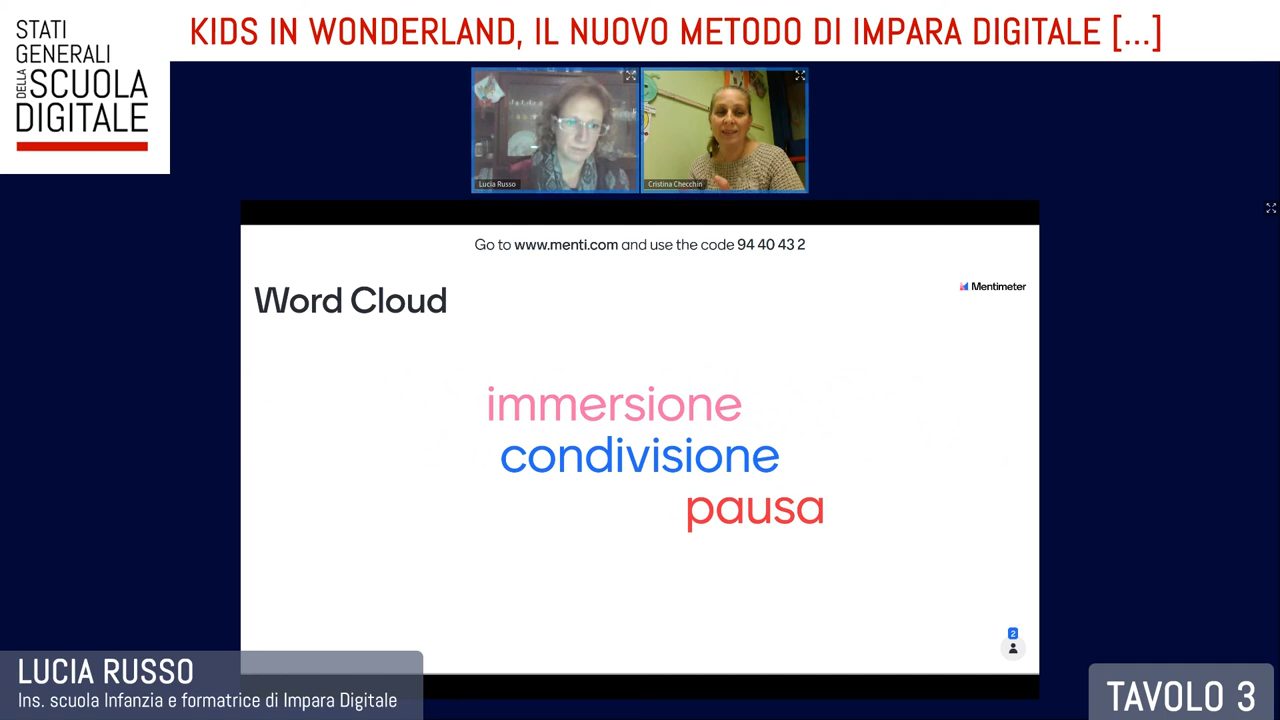 STATI
GENERALI
DELLA SCUOLA
DIGITALE
KIDS IN WONDERLAND, IL NUOVO METODO DI IMPARA DIGITALE [...]
Lucia Russo
Cristina Checchin
Go to www.menti.com and use the code 94 40 43 2
Word Cloud
Mentimeter
immersione
condivisione
pausa
2
LUCIA RUSSO
Ins. scuola Infanzia e formatrice di Impara Digitale
TAVOLO 3